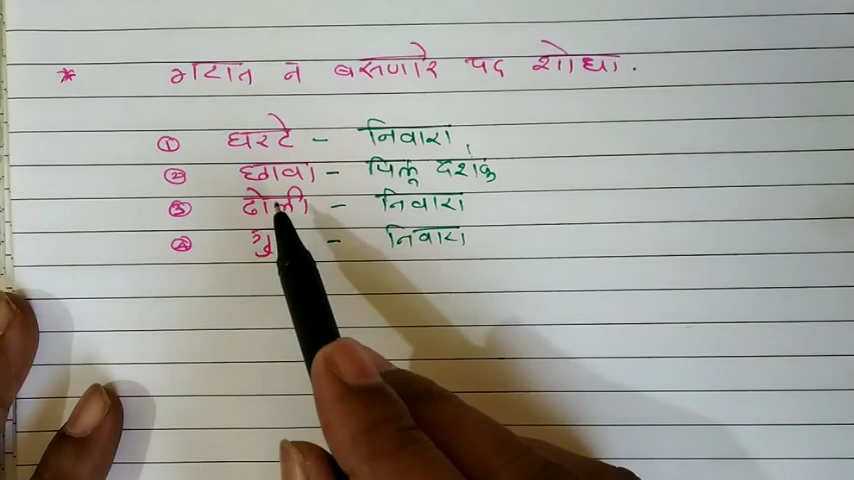 * गटात न बसणारे पद शोधा.
① घरटे - निवारा
② छावा - पिलू दर्शक
③ ढोली - निवारा
④ - निवारा